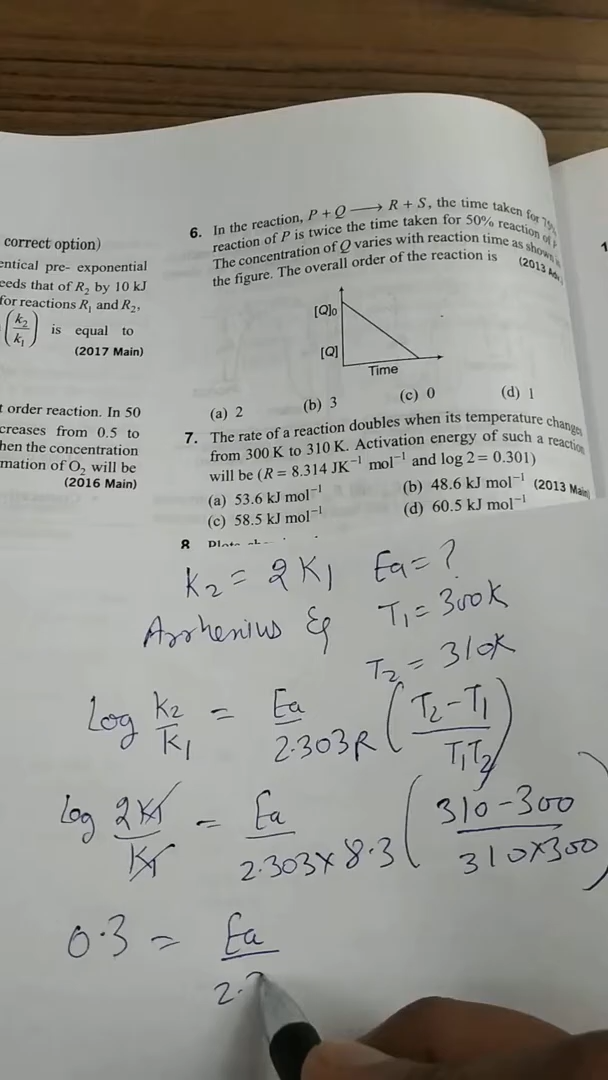 correct option)
entical pre- exponential
eeds that of R₂ by 10 kJ
for reactions R₁ and R₂,
(k₂/k₁) is equal to
(2017 Main)
t order reaction. In 50
creases from 0.5 to
hen the concentration
mation of O₂ will be
(2016 Main)
6. In the reaction, P + Q ⟶ R + S, the time taken for 75%
reaction of P is twice the time taken for 50% reaction of
The concentration of Q varies with reaction time as shown
the figure. The overall order of the reaction is (2013 Adv.
[Q]₀
[Q]
Time
(a) 2 (b) 3 (c) 0 (d) 1
7. The rate of a reaction doubles when its temperature changes
from 300 K to 310 K. Activation energy of such a reaction
will be (R = 8.314 JK⁻¹ mol⁻¹ and log 2 = 0.301)
(2013 Main
(a) 53.6 kJ mol⁻¹ (b) 48.6 kJ mol⁻¹
(c) 58.5 kJ mol⁻¹ (d) 60.5 kJ mol⁻¹
8
K₂ = 2K₁ Ea = ?
Arrhenius Eq T₁ = 300K
T₂ = 310K
Log K₂/K₁ = Ea/2.303R (T₂-T₁/T₁T₂)
log 2K₁/K₁ = Ea/2.303×8.3 (310-300/310×300)
0.3 = Ea
2.
1